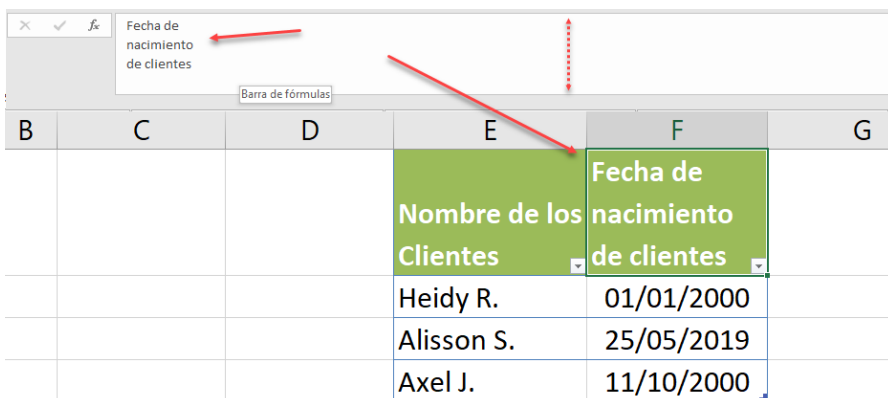 fx
Fecha de
nacimiento
de clientes
Barra de fórmulas
B C D E F G
Nombre de los
Clientes
Fecha de
nacimiento
de clientes
Heidy R. 01/01/2000
Alisson S. 25/05/2019
Axel J. 11/10/2000